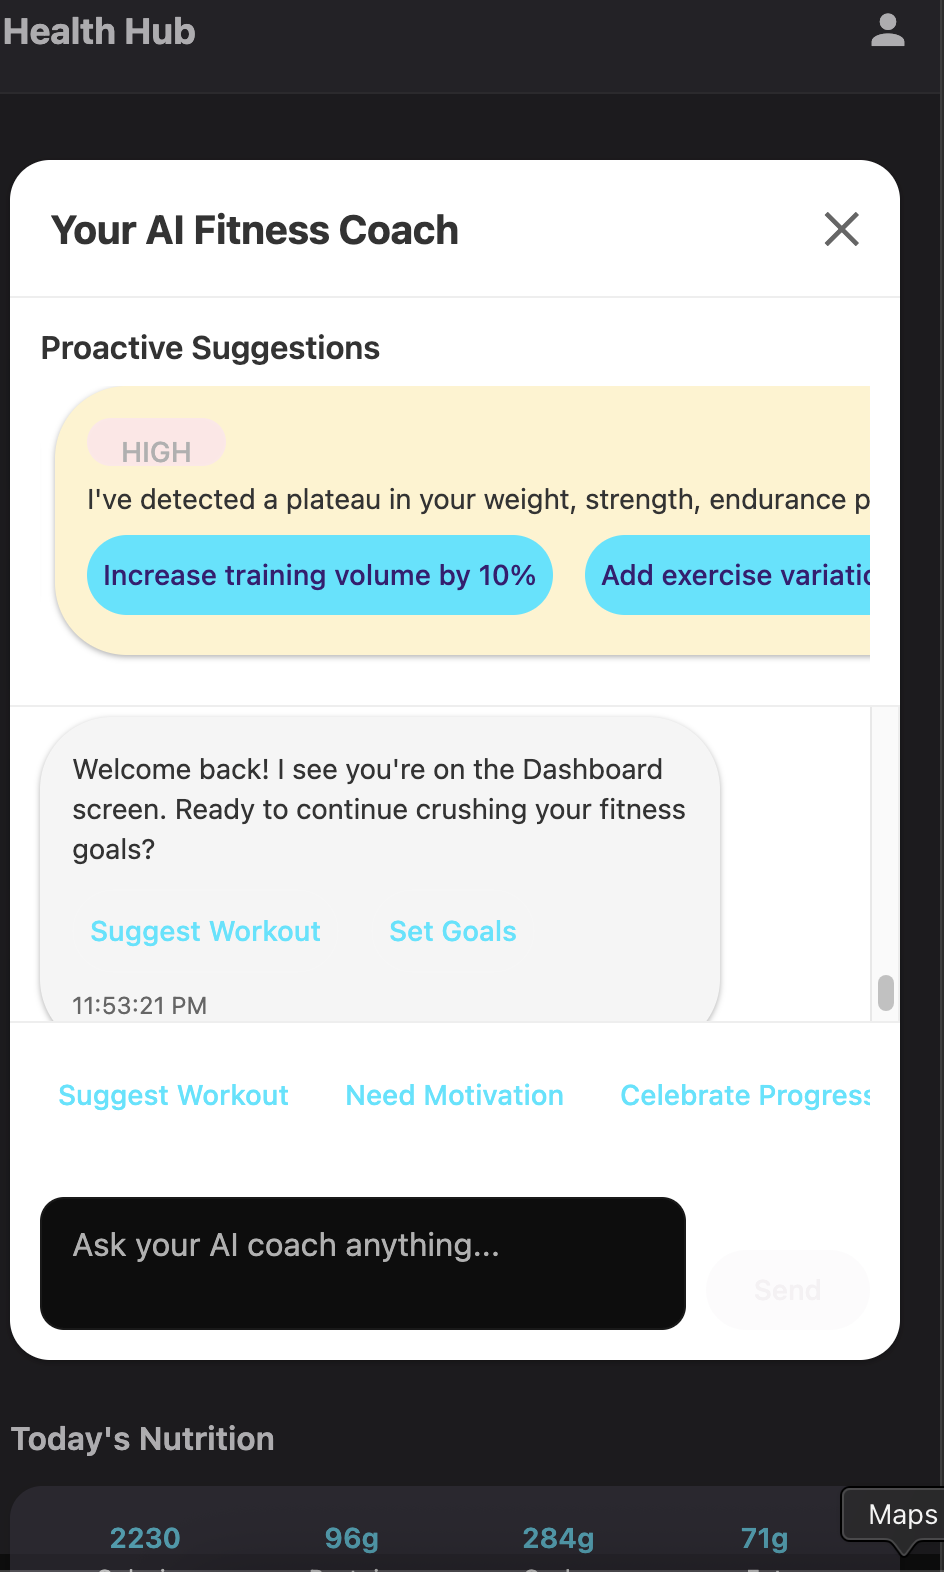 Health Hub
Your AI Fitness Coach
Proactive Suggestions
HIGH
I've detected a plateau in your weight, strength, endurance p
Increase training volume by 10% Add exercise variatio
Welcome back! I see you're on the Dashboard
screen. Ready to continue crushing your fitness
goals?
Suggest Workout Set Goals
11:53:21 PM
Suggest Workout Need Motivation Celebrate Progress
Ask your AI coach anything...
Send
Today's Nutrition
Maps
2230 96g 284g 71g